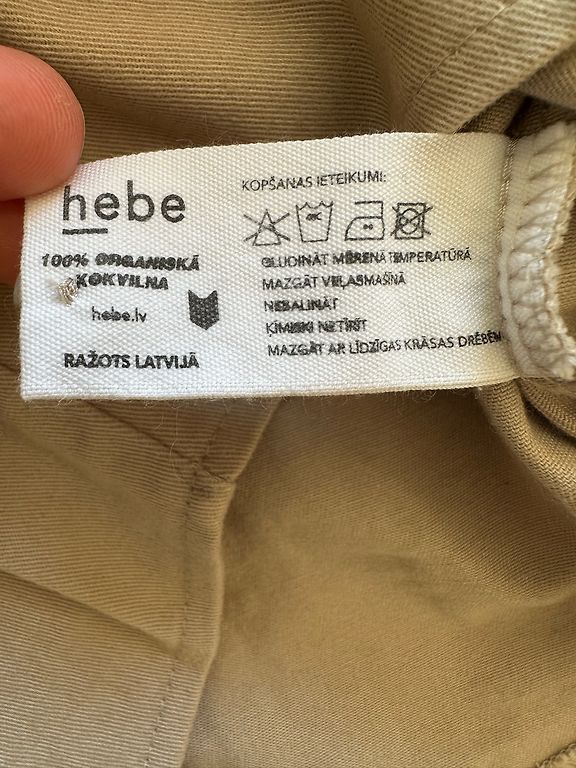 hebe
100% ORGANISKĀ
KOKVILNA
hebe.lv
RAŽOTS LATVIJĀ
KOPŠANAS IETEIKUMI:
GLUDINĀT MĒRENĀ TEMPERATŪRĀ
MAZGĀT VEĻASMAŠĪNĀ
NEBALINĀT
ĶĪMISKI NETĪRĪT
MAZGĀT AR LĪDZĪGAS KRĀSAS DRĒBĒM